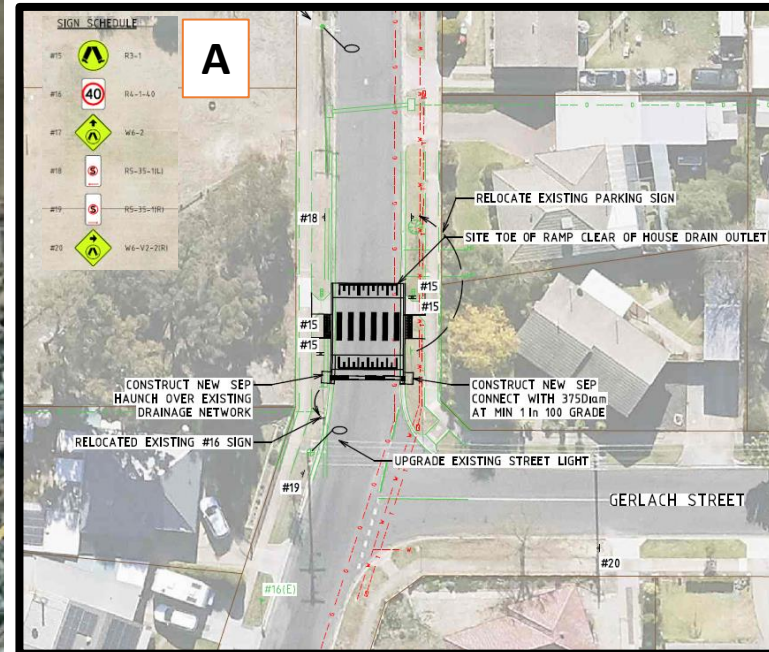 SIGN SCHEDULE
#15 R3-1
#16 40 R4-1-40
#17 W6-2
#18 S R5-35-1(L)
#19 S R5-35-1(R)
#20 W6-V2-2(R)
A
RELOCATE EXISTING PARKING SIGN
#18
SITE TOE OF RAMP CLEAR OF HOUSE DRAIN OUTLET
#15
#15
#15
#15
CONSTRUCT NEW SEP
HAUNCH OVER EXISTING
DRAINAGE NETWORK
CONSTRUCT NEW SEP
CONNECT WITH 375Diam
AT MIN 1 In 100 GRADE
RELOCATED EXISTING #16 SIGN
UPGRADE EXISTING STREET LIGHT
#19
GERLACH STREET
#20
#16(E)